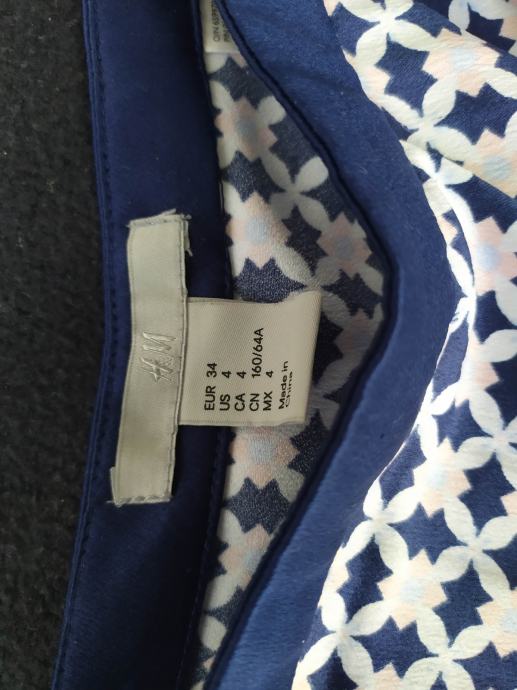 H&M
EUR 34
US 4
CA 4
CN 160/64A
MX 4
Made in
China